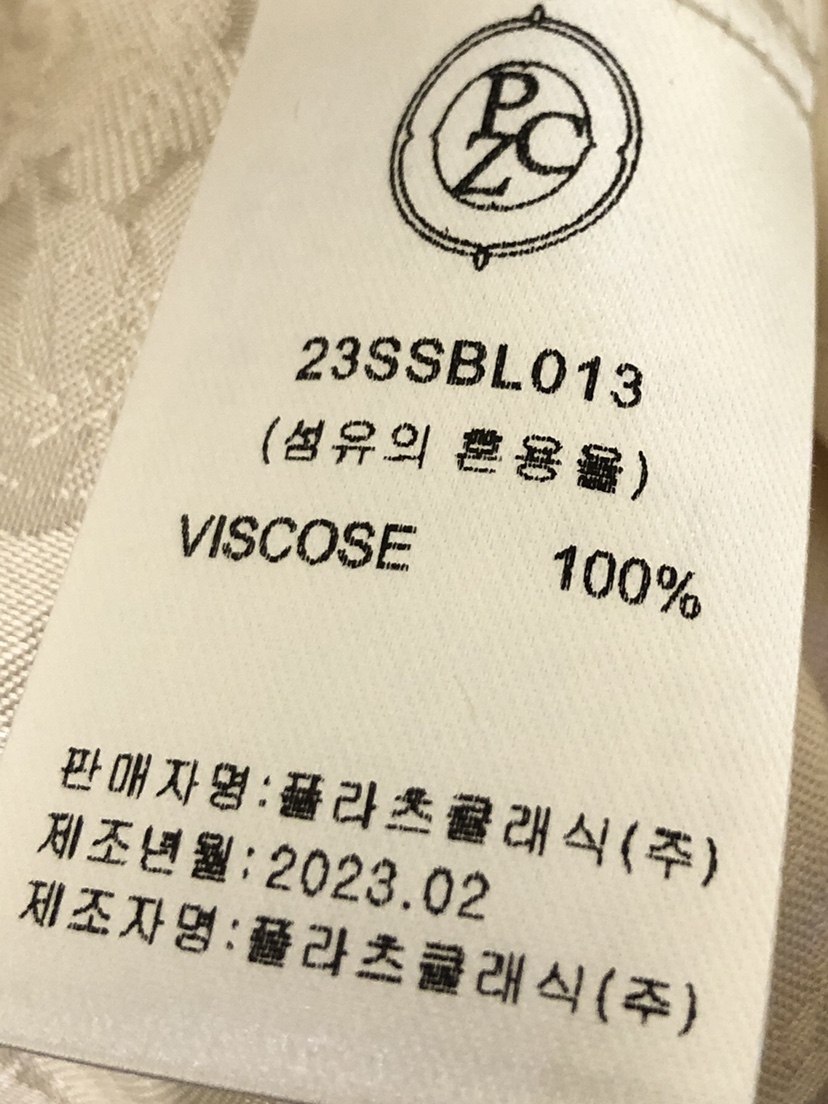 PZC
23SSBL013
(섬유의 혼용율)
VISCOSE 100%
판매자명:플라츠클래식(주)
제조년월:2023.02
제조자명:플라츠클래식(주)